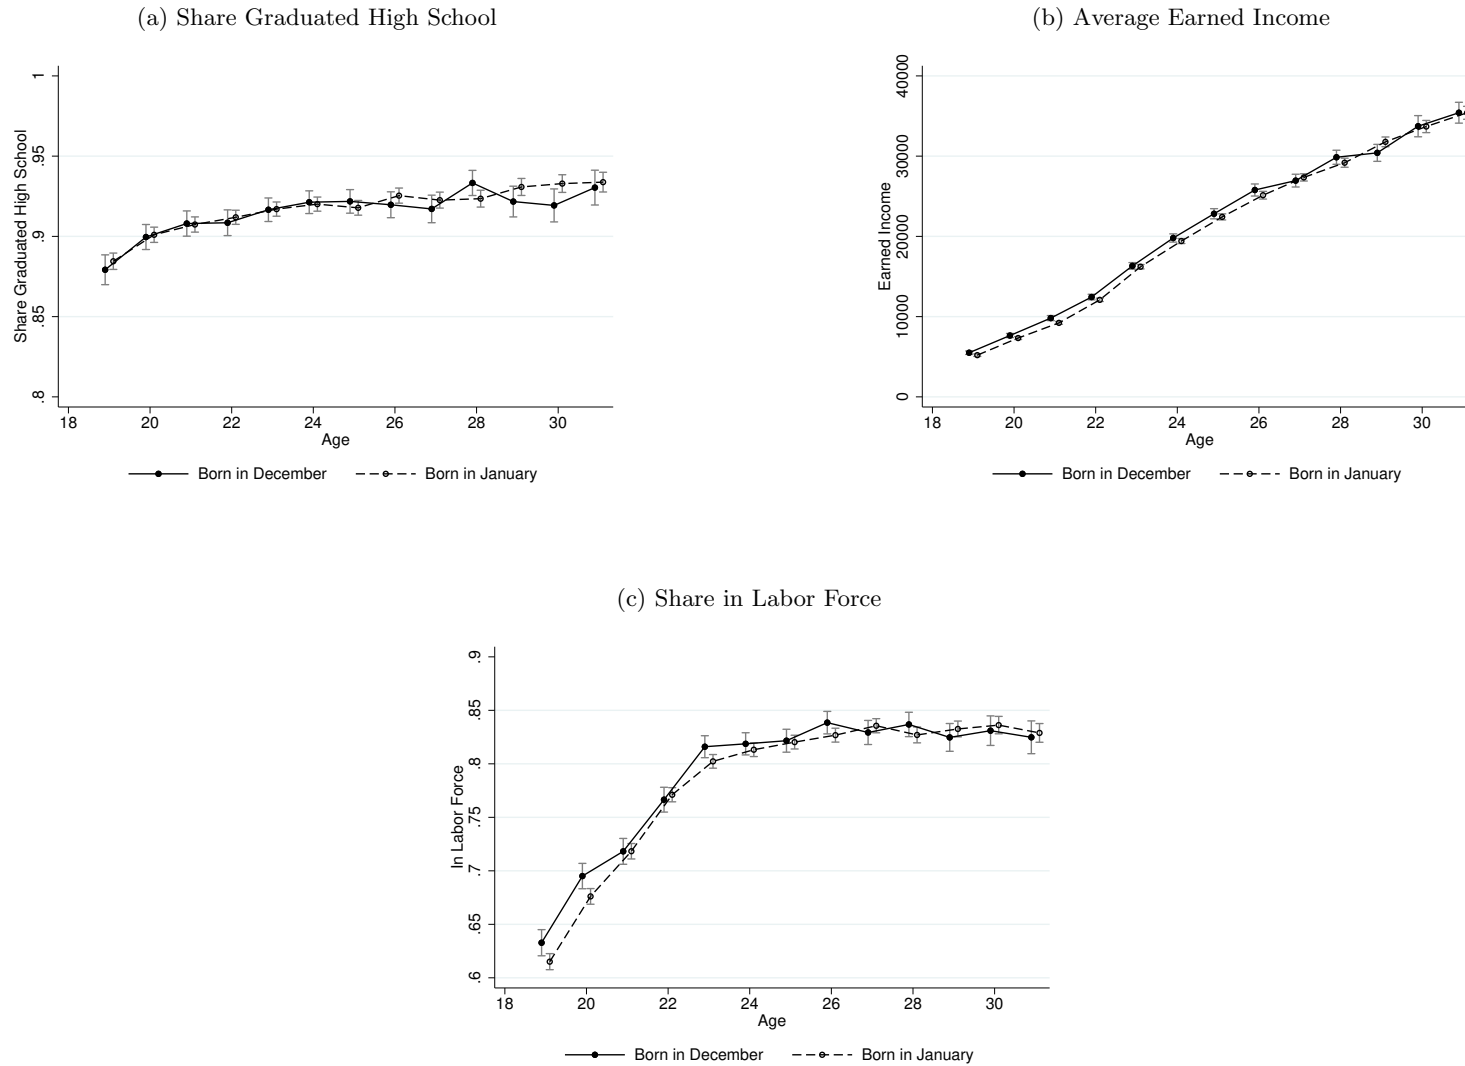 (a) Share Graduated High School
Share Graduated High School
1
.95
.9
.85
.8
18 20 22 24 26 28 30
Age
Born in December Born in January
(b) Average Earned Income
Earned Income
40000
30000
20000
10000
0
18 20 22 24 26 28 30
Age
Born in December Born in January
(c) Share in Labor Force
In Labor Force
.9
.85
.8
.75
.7
.65
.6
18 20 22 24 26 28 30
Age
Born in December Born in January